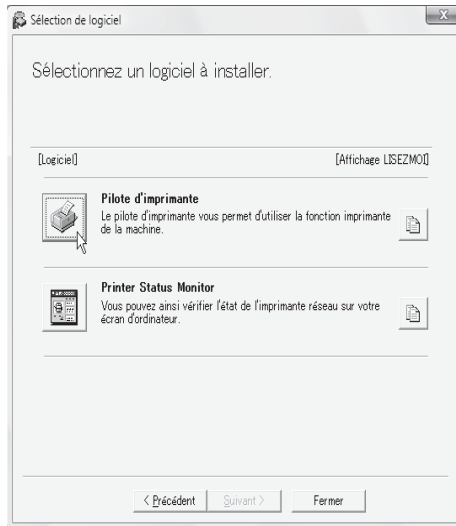 Sélection de logiciel
Sélectionnez un logiciel à installer.
[Logiciel] [Affichage LISEZMOI]
Pilote d'imprimante
Le pilote d'imprimante vous permet d'utiliser la fonction imprimante
de la machine.
Printer Status Monitor
Vous pouvez ainsi vérifier l'état de l'imprimante réseau sur votre
écran d'ordinateur.
< Précédent Suivant > Fermer